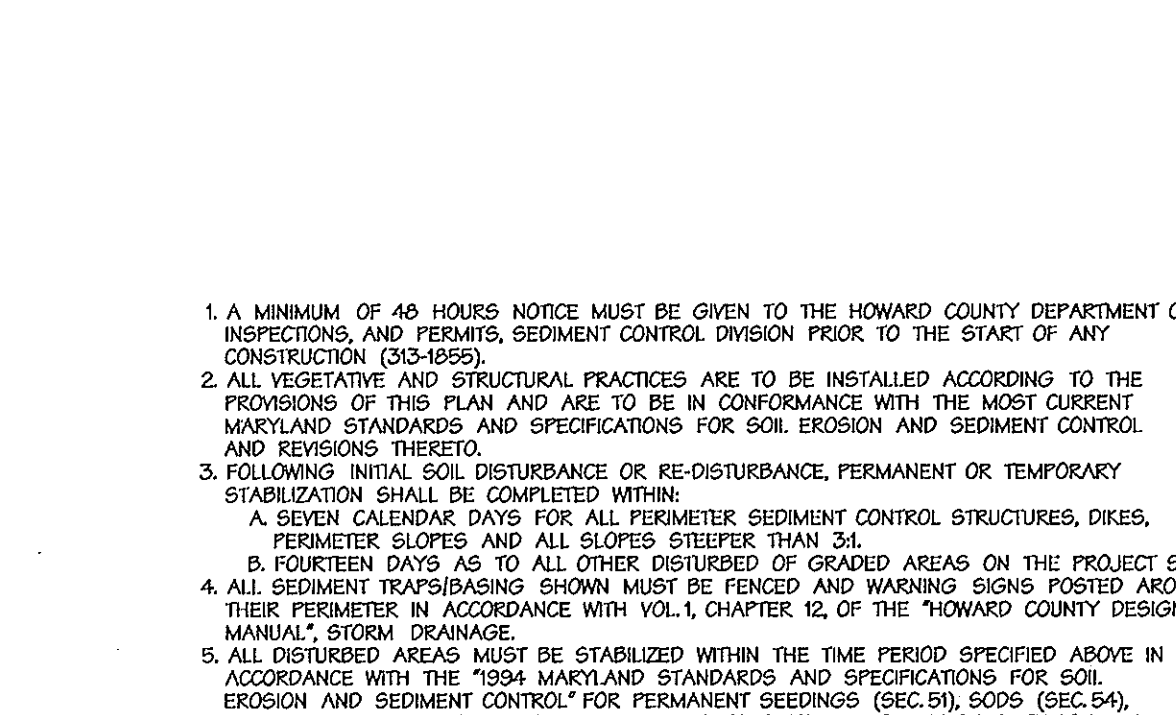 1. A MINIMUM OF 48 HOURS NOTICE MUST BE GIVEN TO THE HOWARD COUNTY DEPARTMENT
INSPECTIONS, AND PERMITS, SEDIMENT CONTROL DIVISION PRIOR TO THE START OF ANY
CONSTRUCTION (313-1855).
2. ALL VEGETATIVE AND STRUCTURAL PRACTICES ARE TO BE INSTALLED ACCORDING TO THE
PROVISIONS OF THIS PLAN AND ARE TO BE IN CONFORMANCE WITH THE MOST CURRENT
MARYLAND STANDARDS AND SPECIFICATIONS FOR SOIL EROSION AND SEDIMENT CONTROL
AND REVISIONS THERETO.
3. FOLLOWING INITIAL SOIL DISTURBANCE OR RE-DISTURBANCE, PERMANENT OR TEMPORARY
STABILIZATION SHALL BE COMPLETED WITHIN:
A. SEVEN CALENDAR DAYS FOR ALL PERIMETER SEDIMENT CONTROL STRUCTURES, DIKES,
PERIMETER SLOPES AND ALL SLOPES STEEPER THAN 3:1.
B. FOURTEEN DAYS AS TO ALL OTHER DISTURBED OF GRADED AREAS ON THE PROJECT
4. ALL SEDIMENT TRAPS/BASING SHOWN MUST BE FENCED AND WARNING SIGNS POSTED ARO
THEIR PERIMETER IN ACCORDANCE WITH VOL. 1, CHAPTER 12, OF THE "HOWARD COUNTY DESIGN
MANUAL", STORM DRAINAGE.
5. ALL DISTURBED AREAS MUST BE STABILIZED WITHIN THE TIME PERIOD SPECIFIED ABOVE IN
ACCORDANCE WITH THE "1994 MARYLAND STANDARDS AND SPECIFICATIONS FOR SOIL
EROSION AND SEDIMENT CONTROL" FOR PERMANENT SEEDINGS (SEC. 51), SODS (SEC. 54),